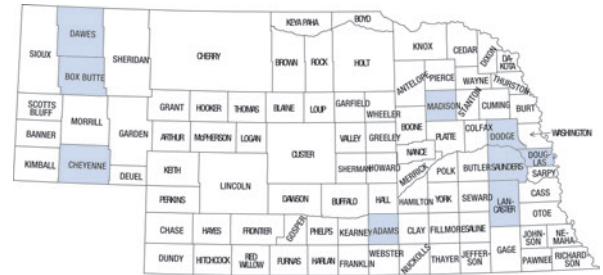 DAWES
SIOUX
BOX BUTTE
SHERIDAN
CHERRY
KEYA PAHA
BOYD
BROWN
ROCK
HOLT
KNOX
CEDAR
DIXON
DA-
KOTA
ANTELOPE
PIERCE
WAYNE
THURSTON
SCOTTS
BLUFF
MORRILL
GARDEN
GRANT
HOOKER
THOMAS
BLAINE
LOUP
GARFIELD
WHEELER
MADISON
STANTON
CUMING
BURT
BANNER
ARTHUR
McPHERSON
LOGAN
CUSTER
VALLEY
GREELEY
BOONE
PLATTE
COLFAX
DODGE
WASHINGTON
KIMBALL
CHEYENNE
DEUEL
KEITH
LINCOLN
SHERMAN
HOWARD
NANCE
MERRICK
POLK
BUTLER
SAUNDERS
DOUG-
LAS
SARPY
PERKINS
DAWSON
BUFFALO
HALL
HAMILTON
YORK
SEWARD
LAN-
CASTER
CASS
OTOE
CHASE
HAYES
FRONTIER
GOSPER
PHELPS
KEARNEY
ADAMS
CLAY
FILLMORE
SALINE
JOHN-
SON
NE-
MAHA
DUNDY
HITCHCOCK
RED
WILLOW
FURNAS
HARLAN
FRANKLIN
WEBSTER
NUCKOLLS
THAYER
JEFFER-
SON
GAGE
PAWNEE
RICHARD-
SON